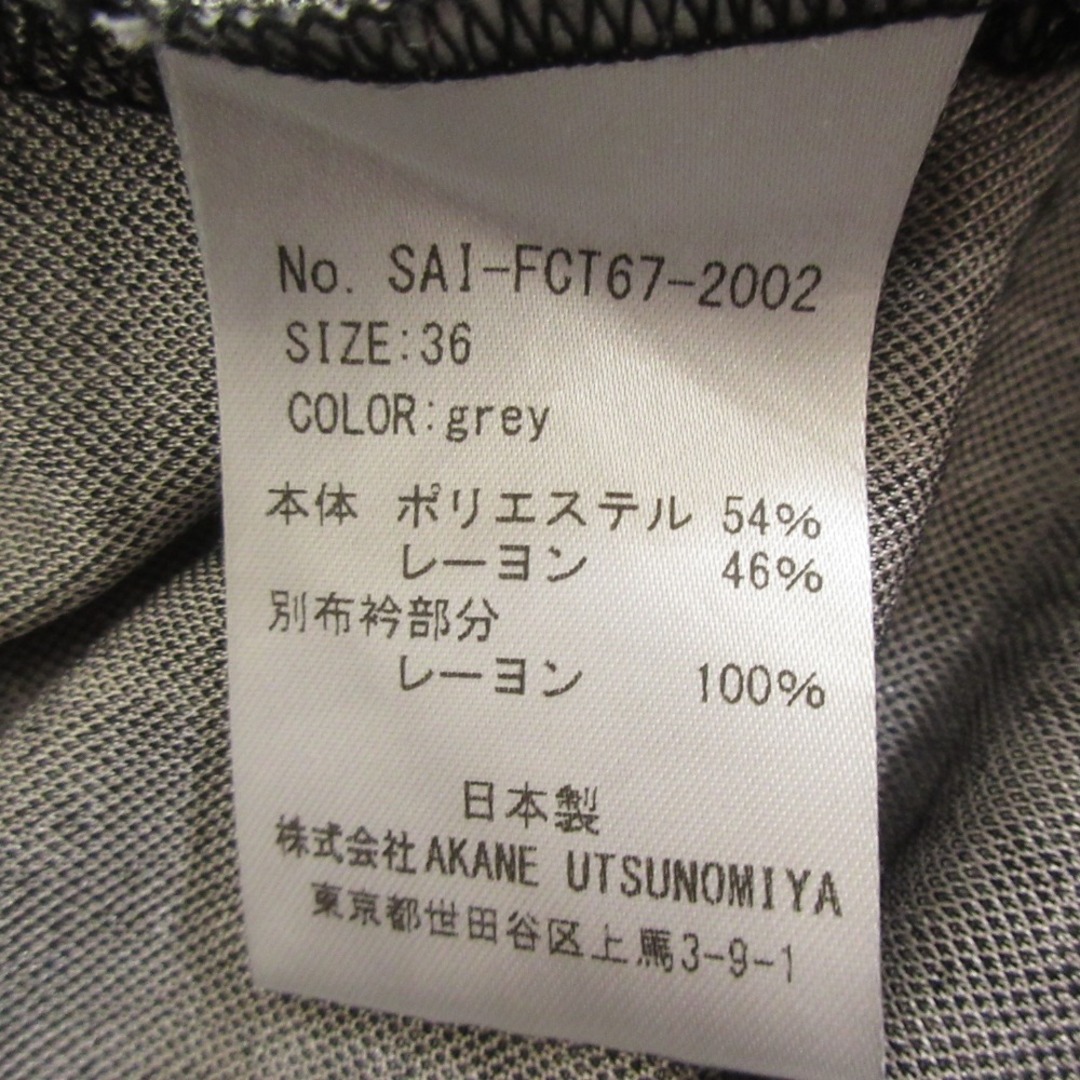 No. SAI-FCT67-2002
SIZE:36
COLOR:grey
本体 ポリエステル 54%
レーヨン 46%
別布衿部分
レーヨン 100%
日本製
株式会社AKANE UTSUNOMIYA
東京都世田谷区上馬3-9-1